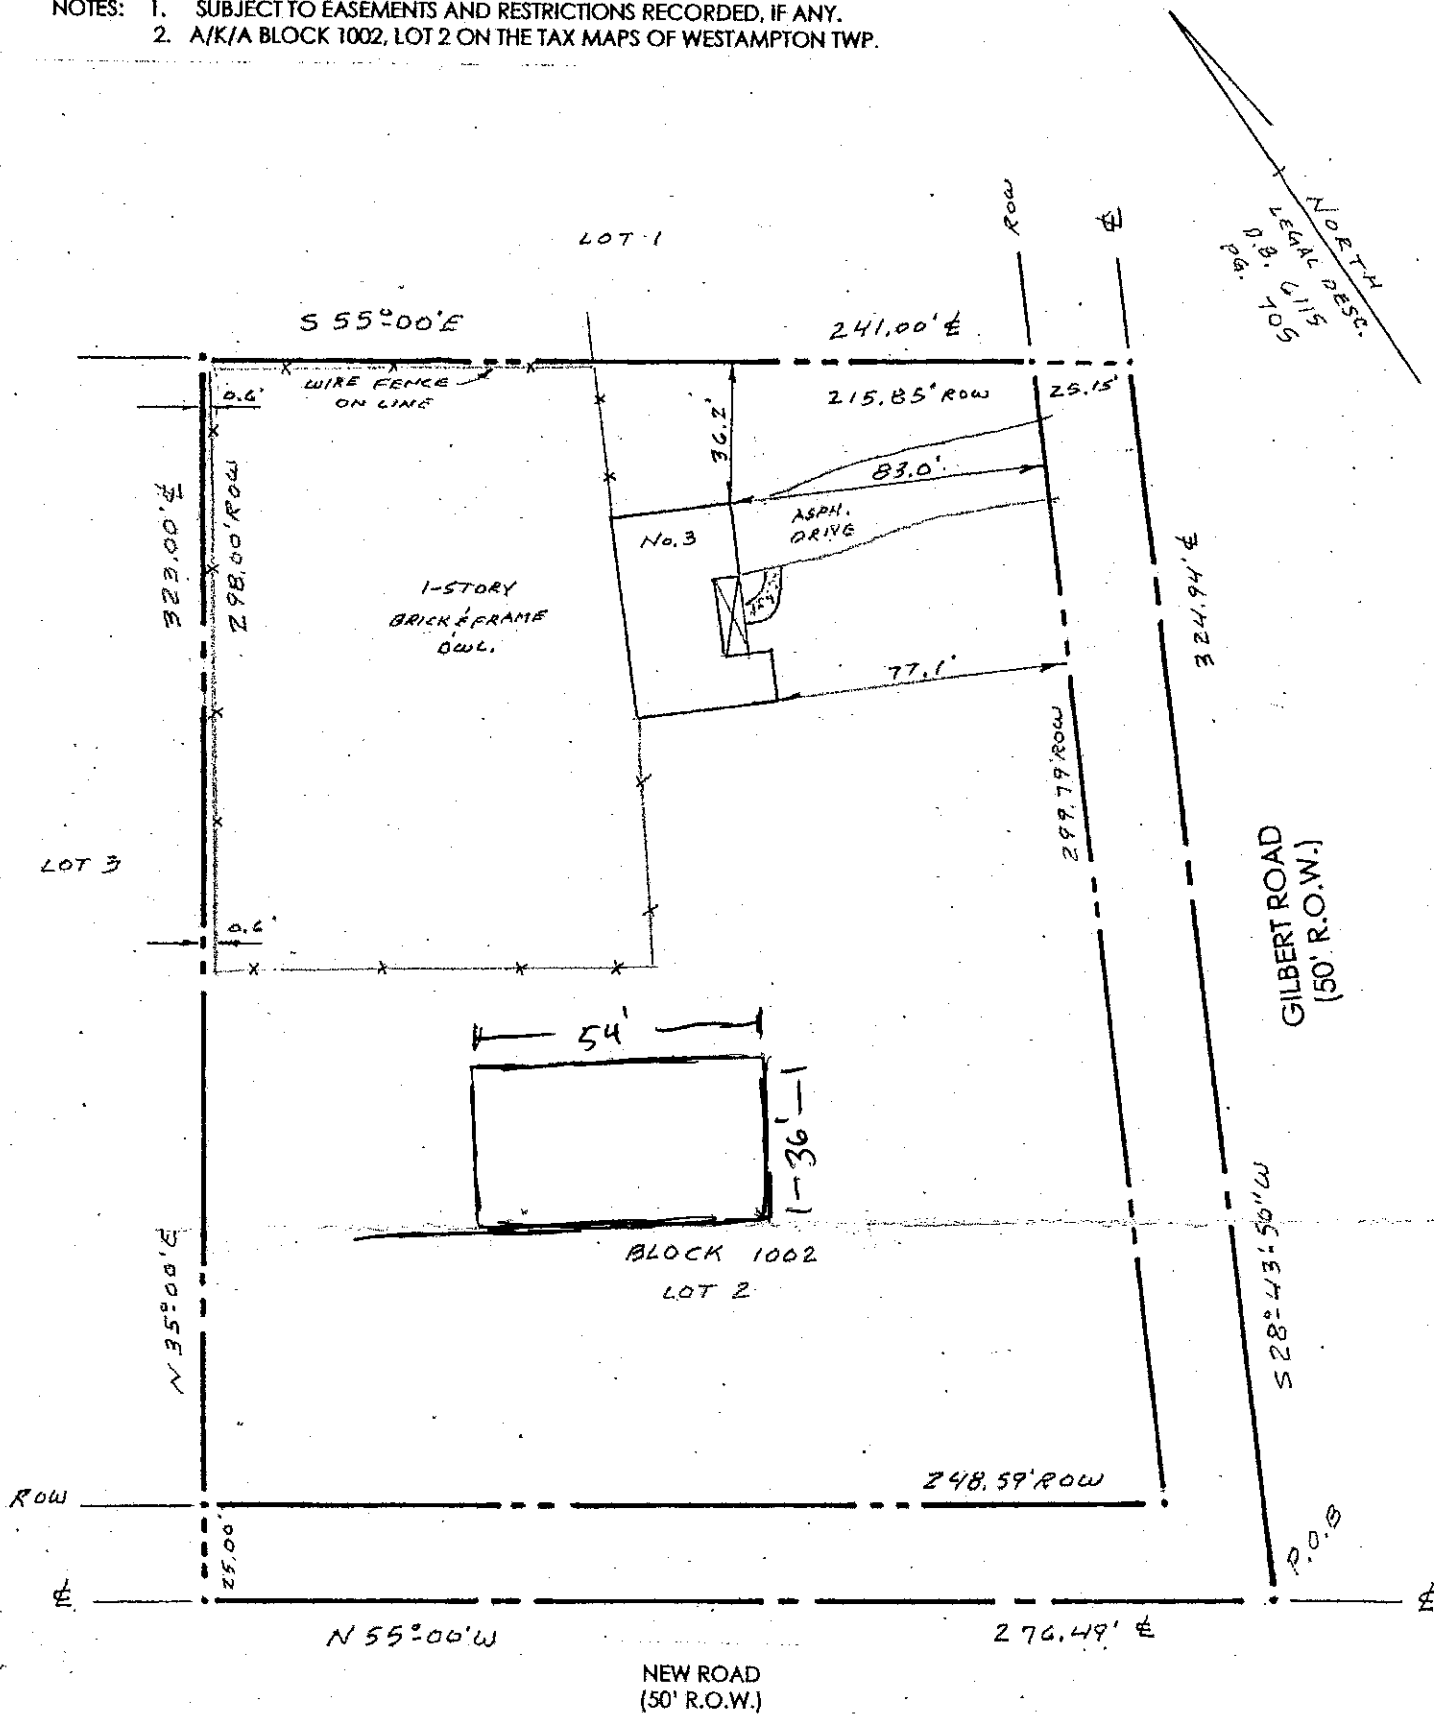 NOTES: 1. SUBJECT TO EASEMENTS AND RESTRICTIONS RECORDED, IF ANY.
2. A/K/A BLOCK 1002, LOT 2 ON THE TAX MAPS OF WESTAMPTON TWP.
NORTH
LEGAL DESC.
D.B. 6115
PG. 705
ROW
℄
LOT 1
S 55°00'E
241.00' ℄
WIRE FENCE
ON LINE
0.6'
36.2'
215.85' ROW
25.15'
83.0'
323.00'
298.00' ROW
No. 3
ASPH.
DRIVE
1-STORY
BRICK & FRAME
DWL.
324.94' ℄
77.1'
299.79' ROW
LOT 3
0.6'
GILBERT ROAD
(50' R.O.W.)
54'
36'
BLOCK 1002
LOT 2
N 35°00'E
S 28°43'50"W
248.59' ROW
ROW
25.00'
P.O.B
℄
℄
N 55°00'W
276.49' ℄
NEW ROAD
(50' R.O.W.)